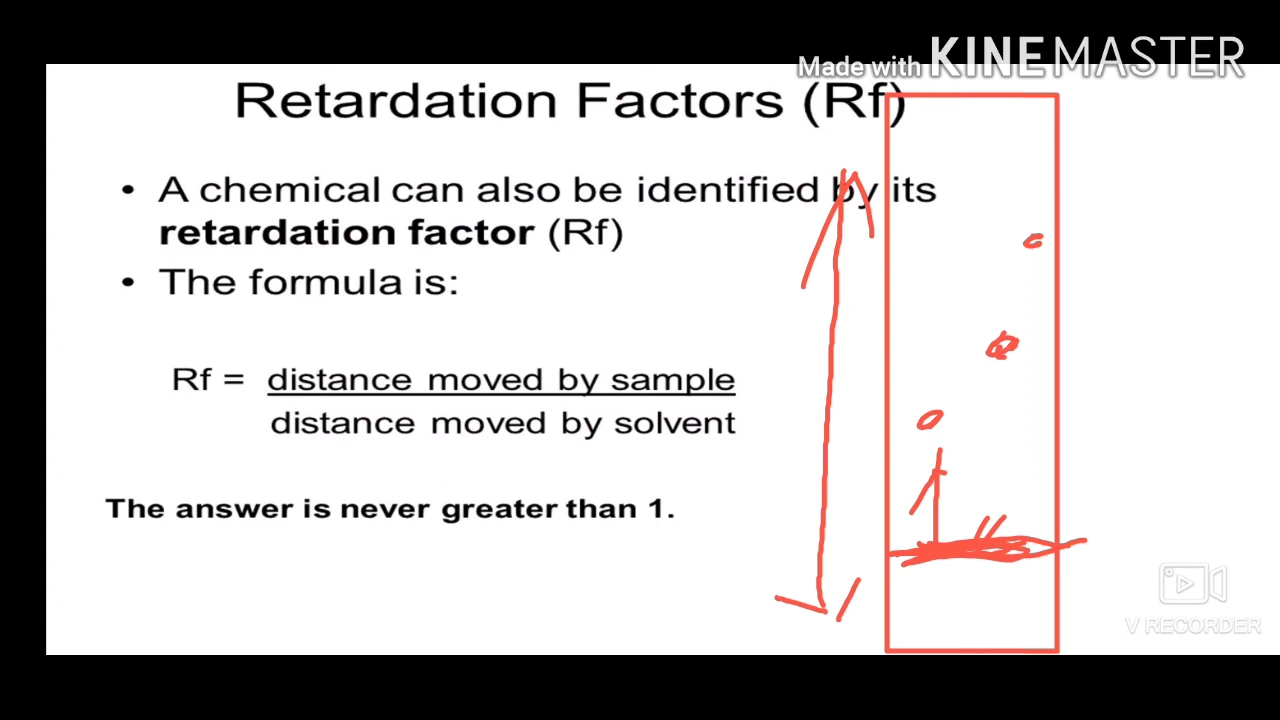 Made with KINEMASTER
Retardation Factors (Rf)
• A chemical can also be identified by its
retardation factor (Rf)
• The formula is:
Rf = distance moved by sample
distance moved by solvent
The answer is never greater than 1.
V RECORDER